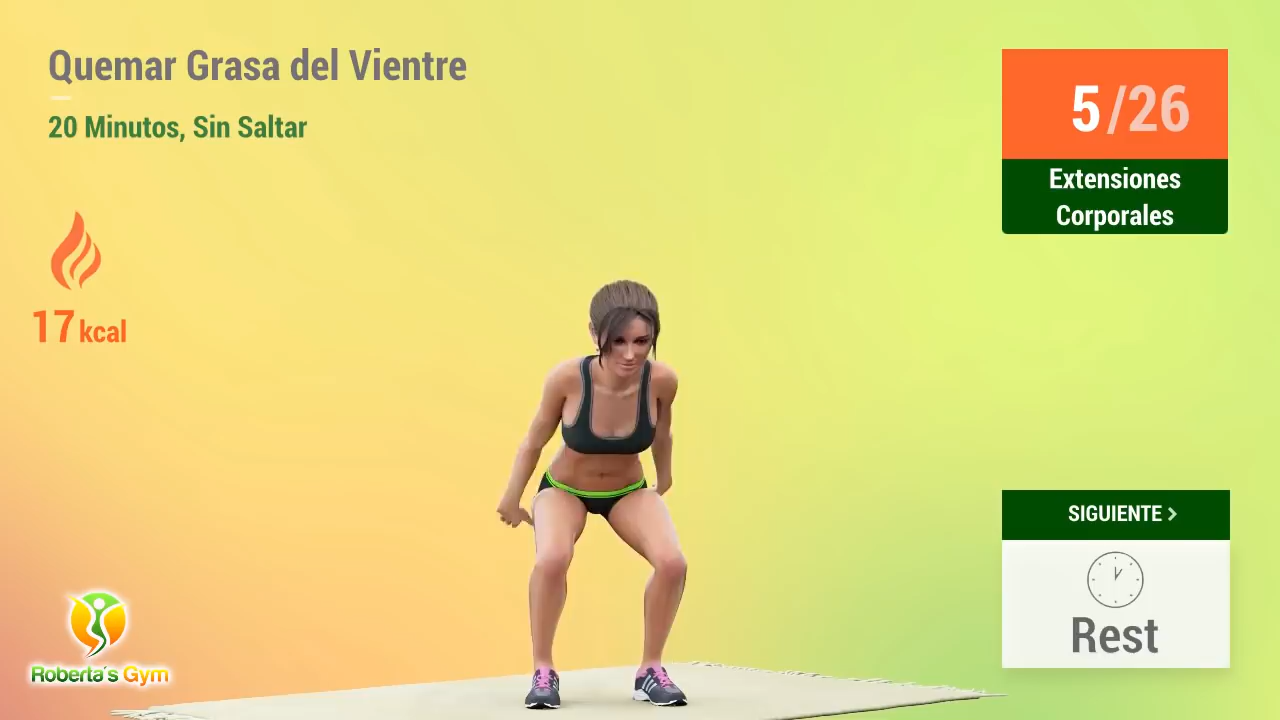 Quemar Grasa del Vientre
20 Minutos, Sin Saltar
5/26
Extensiones
Corporales
17 kcal
SIGUIENTE >
Rest
Roberta´s Gym